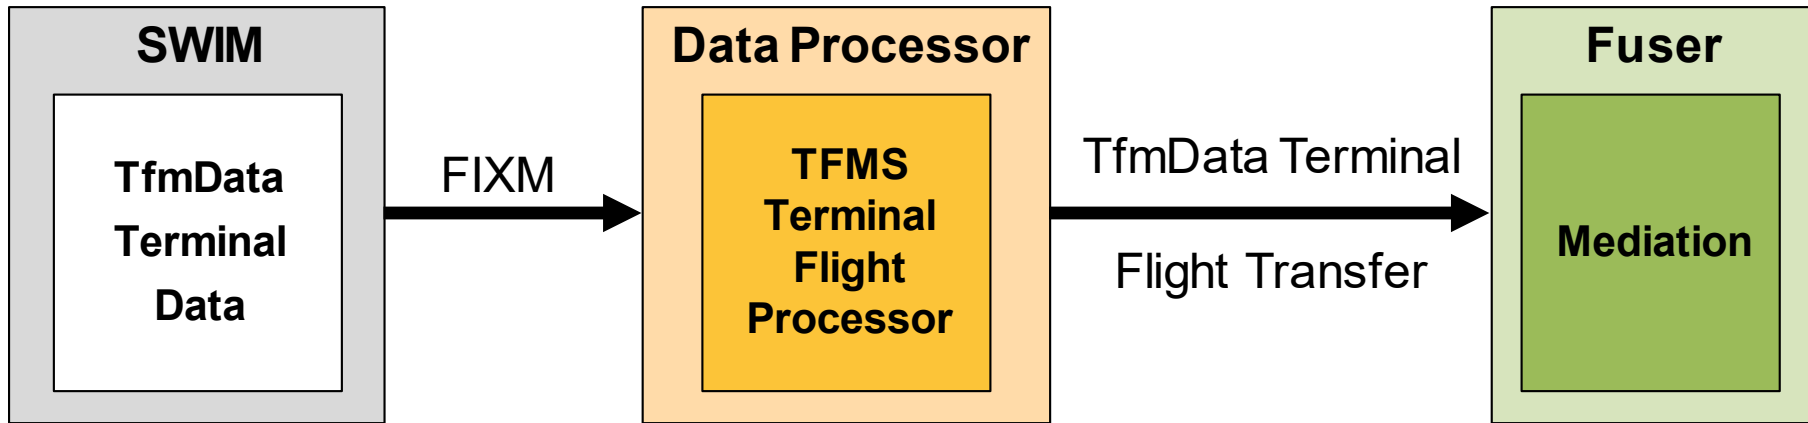 SWIM
TfmData
Terminal
Data
FIXM
Data Processor
TFMS
Terminal
Flight
Processor
TfmData Terminal
Flight Transfer
Fuser
Mediation